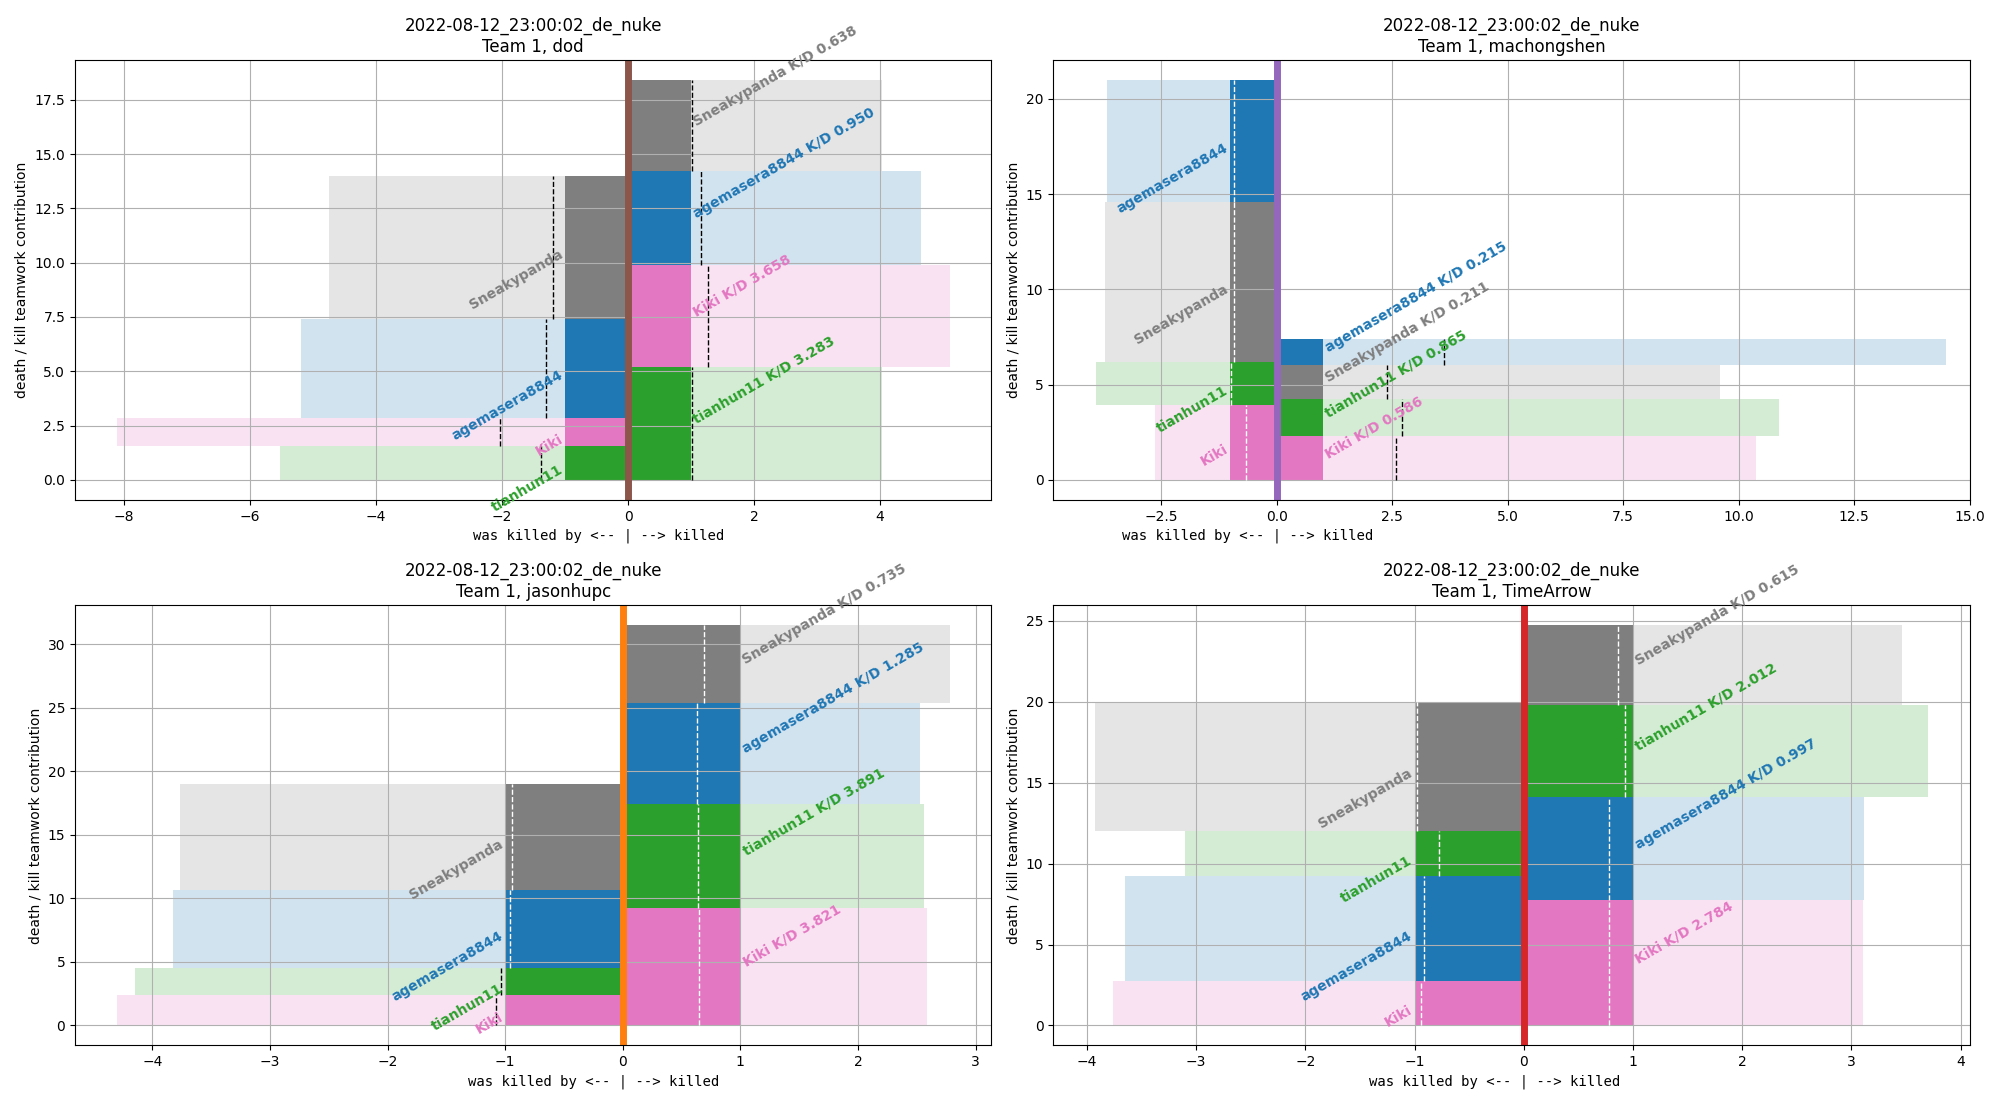 2022-08-12_23:00:02_de_nuke
Team 1, dod
death / kill teamwork contribution
17.5
15.0
12.5
10.0
7.5
5.0
2.5
0.0
Sneakypanda K/D 0.638
agemasera8844 K/D 0.950
Kiki K/D 3.658
tianhun11 K/D 3.283
Sneakypanda
agemasera8844
Kiki
tianhun11
−8 −6 −4 −2 0 2 4
was killed by <-- | --> killed
2022-08-12_23:00:02_de_nuke
Team 1, machongshen
death / kill teamwork contribution
20
15
10
5
0
agemasera8844
Sneakypanda
tianhun11
Kiki
agemasera8844 K/D 0.215
Sneakypanda K/D 0.211
tianhun11 K/D 0.865
Kiki K/D 0.586
−2.5 0.0 2.5 5.0 7.5 10.0 12.5 15.0
was killed by <-- | --> killed
2022-08-12_23:00:02_de_nuke
Team 1, jasonhupc
death / kill teamwork contribution
30
25
20
15
10
5
0
Sneakypanda K/D 0.735
agemasera8844 K/D 1.285
tianhun11 K/D 3.891
Kiki K/D 3.821
Sneakypanda
agemasera8844
tianhun11
Kiki
−4 −3 −2 −1 0 1 2 3
was killed by <-- | --> killed
2022-08-12_23:00:02_de_nuke
Team 1, TimeArrow
death / kill teamwork contribution
25
20
15
10
5
0
Sneakypanda K/D 0.615
tianhun11 K/D 2.012
agemasera8844 K/D 0.997
Kiki K/D 2.784
Sneakypanda
tianhun11
agemasera8844
Kiki
−4 −3 −2 −1 0 1 2 3 4
was killed by <-- | --> killed